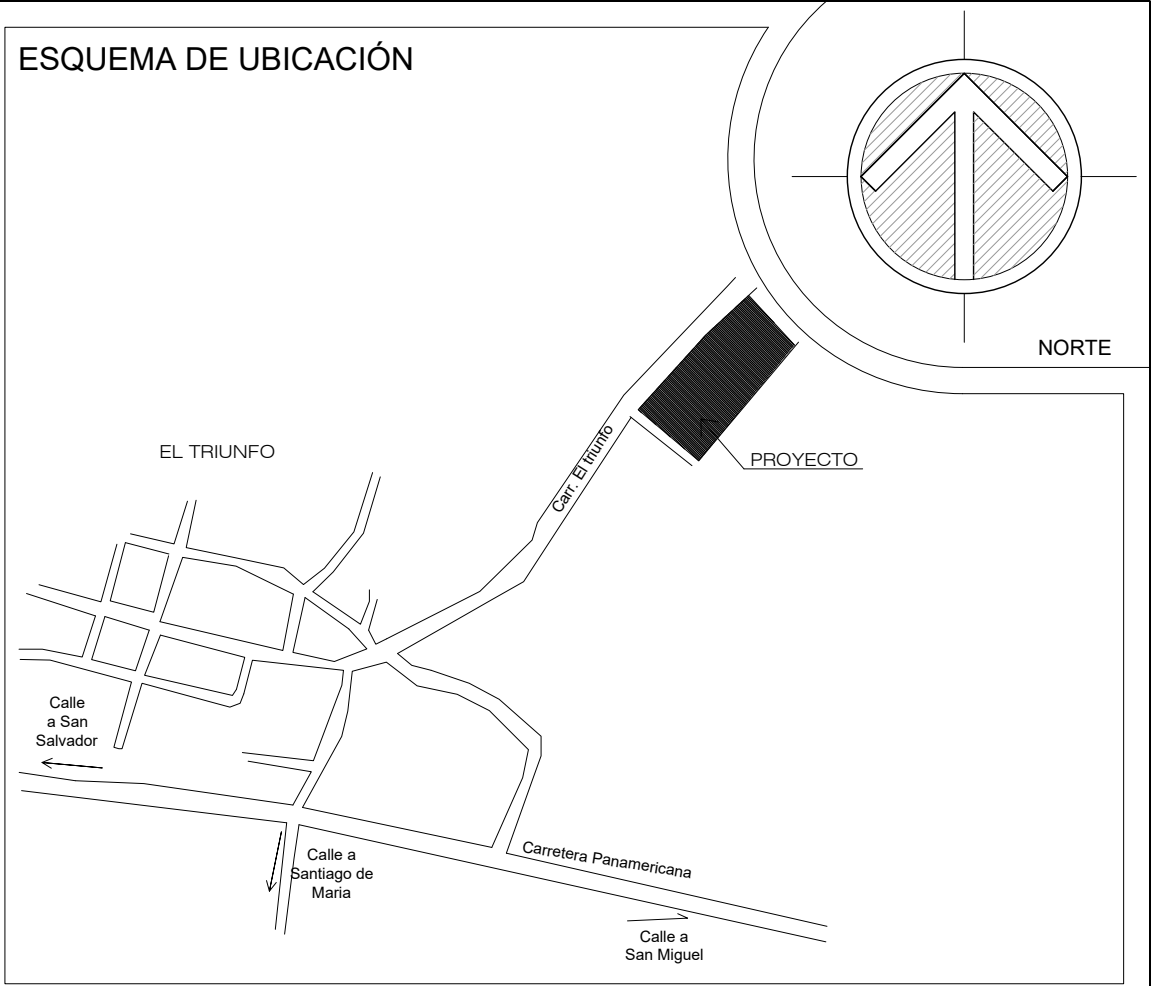 ESQUEMA DE UBICACIÓN
NORTE
EL TRIUNFO
Carr. El triunfo
PROYECTO
Calle
a San
Salvador
Calle a
Santiago de
Maria
Carretera Panamericana
Calle a
San Miguel